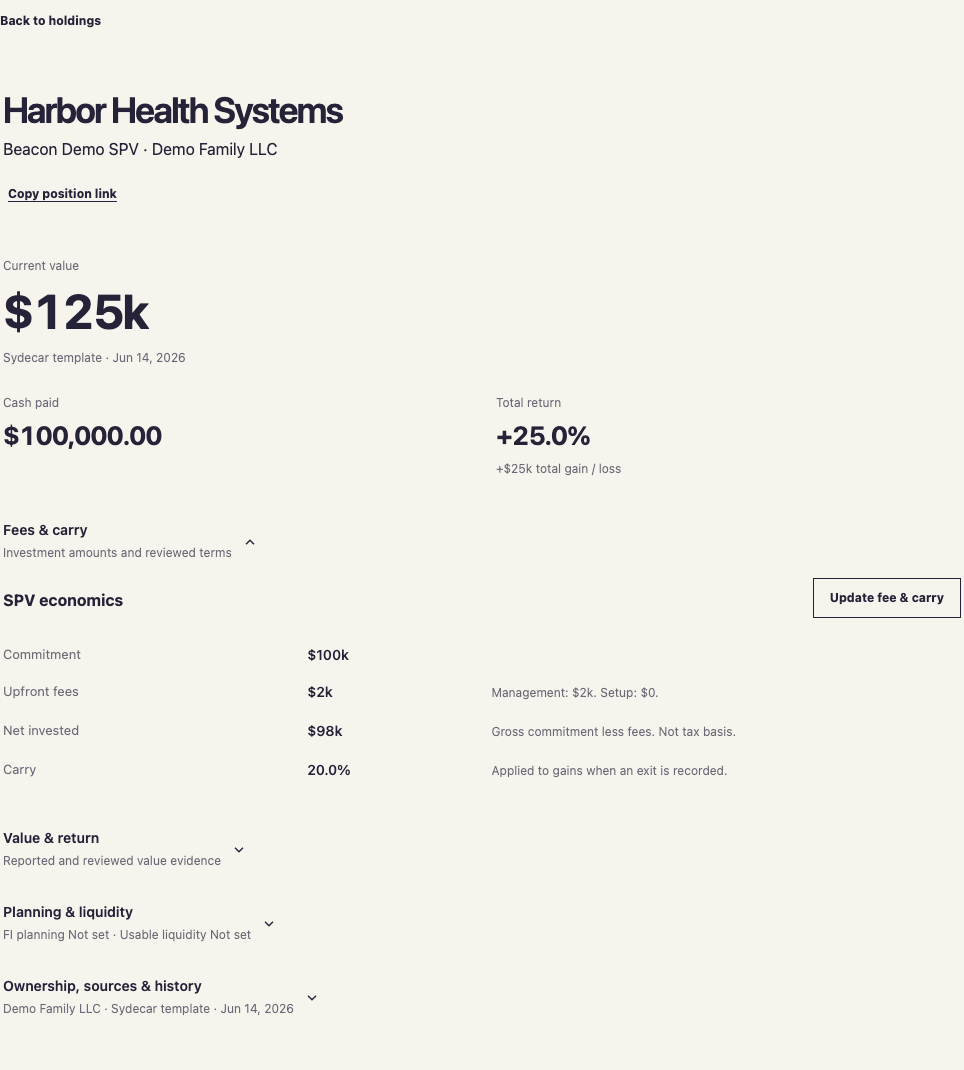 Back to holdings
Harbor Health Systems
Beacon Demo SPV · Demo Family LLC
Copy position link
Current value
$125k
Sydecar template · Jun 14, 2026
Cash paid
$100,000.00
Total return
+25.0%
+$25k total gain / loss
Fees & carry
Investment amounts and reviewed terms
SPV economics
Update fee & carry
Commitment $100k
Upfront fees $2k Management: $2k. Setup: $0.
Net invested $98k Gross commitment less fees. Not tax basis.
Carry 20.0% Applied to gains when an exit is recorded.
Value & return
Reported and reviewed value evidence
Planning & liquidity
FI planning Not set · Usable liquidity Not set
Ownership, sources & history
Demo Family LLC · Sydecar template · Jun 14, 2026